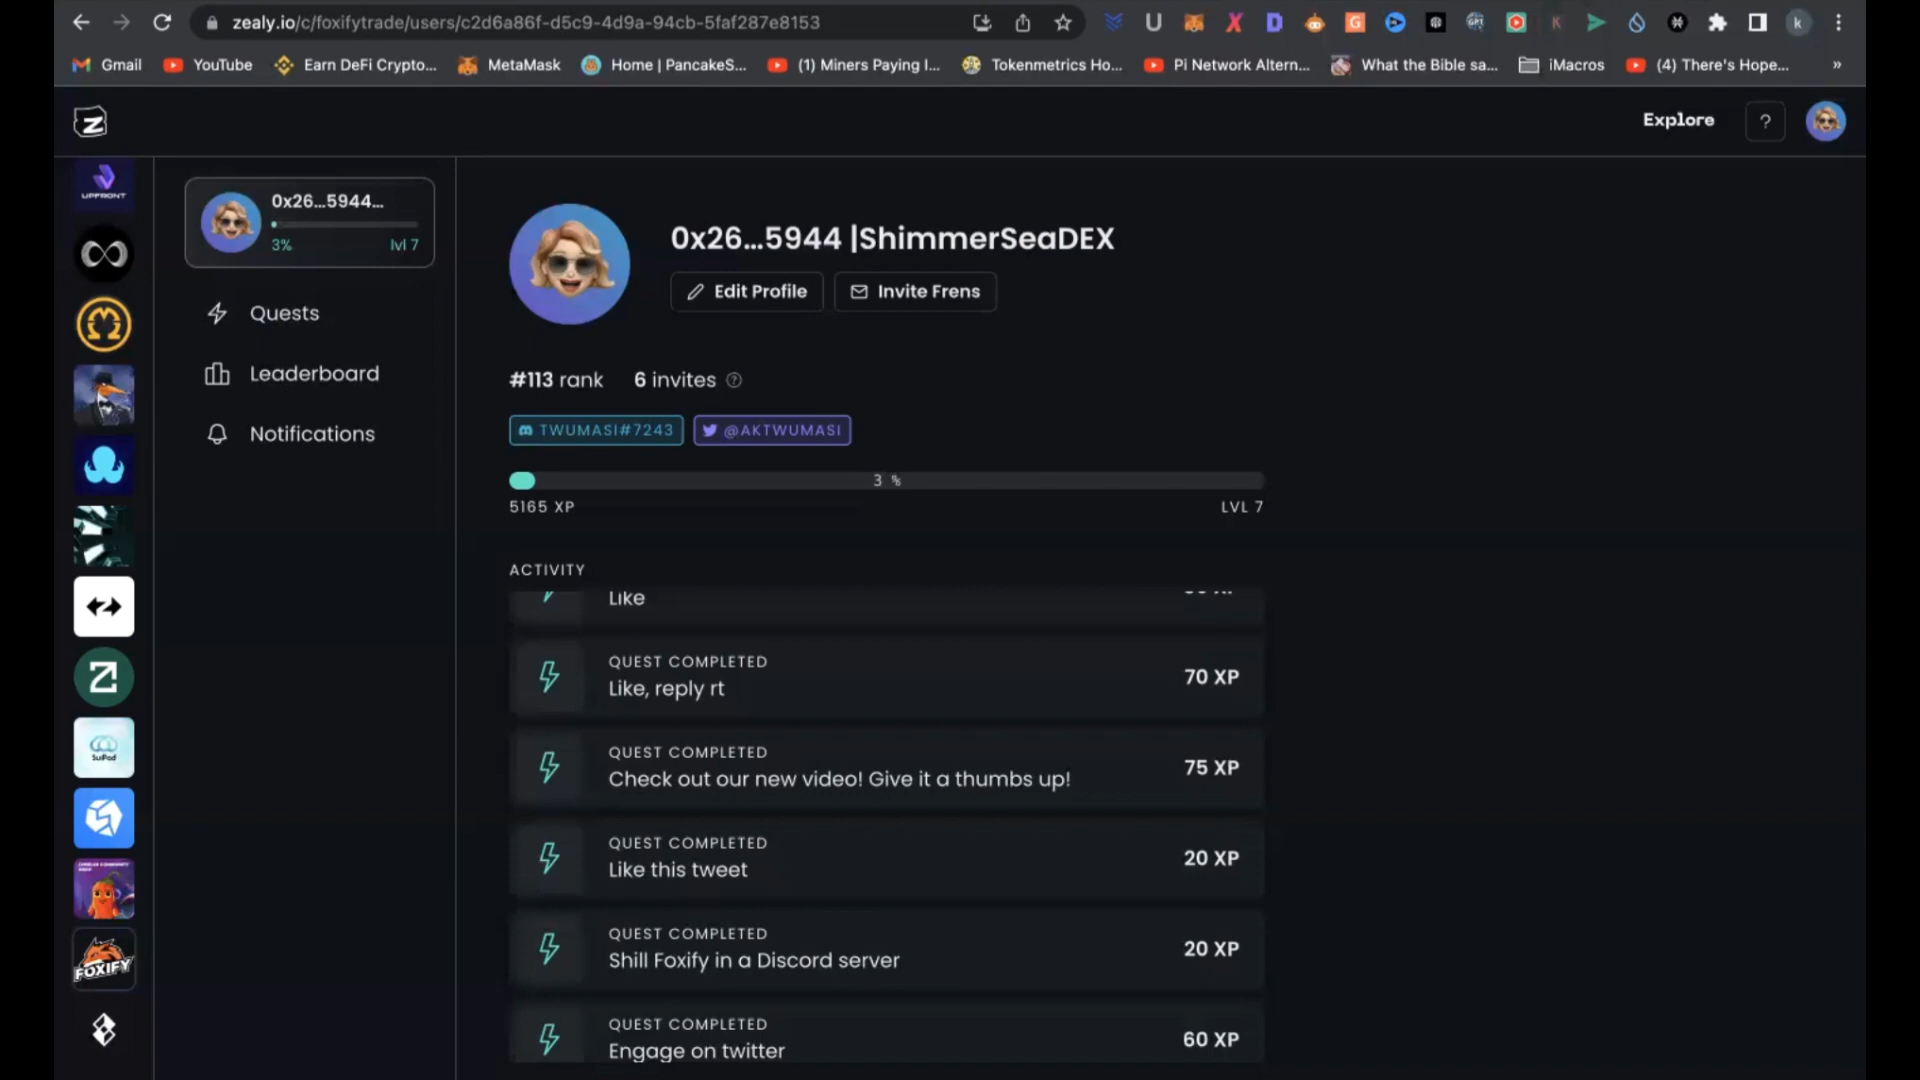 zealy.io/c/foxifytrade/users/c2d6a86f-d5c9-4d9a-94cb-5faf287e8153
Gmail YouTube Earn DeFi Crypto... MetaMask Home | PancakeS... (1) Miners Paying I... Tokenmetrics Ho... Pi Network Altern... What the Bible sa... iMacros (4) There's Hope... »
Explore ?
UPFRONT
0x26...5944...
3% lvl 7
Quests
Leaderboard
Notifications
SuiPad
FOXIFY
0x26...5944 |ShimmerSeaDEX
Edit Profile Invite Frens
#113 rank 6 invites
TWUMASI#7243 @AKTWUMASI
3 %
5165 XP LVL 7
ACTIVITY
Like
QUEST COMPLETED
Like, reply rt
70 XP
QUEST COMPLETED
Check out our new video! Give it a thumbs up!
75 XP
QUEST COMPLETED
Like this tweet
20 XP
QUEST COMPLETED
Shill Foxify in a Discord server
20 XP
QUEST COMPLETED
Engage on twitter
60 XP